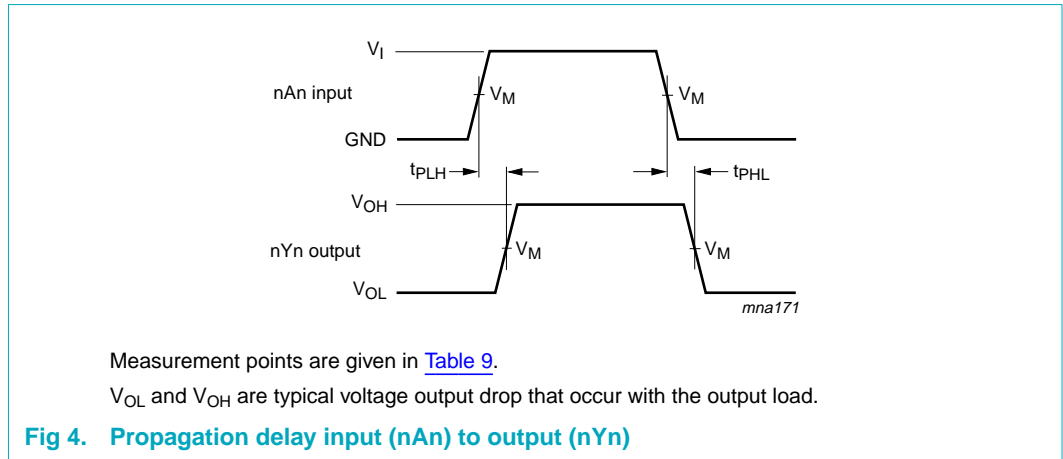 VI
nAn input
VM
VM
GND
tPLH
tPHL
VOH
nYn output
VM
VM
VOL
mna171
Measurement points are given in Table 9.
VOL and VOH are typical voltage output drop that occur with the output load.
Fig 4. Propagation delay input (nAn) to output (nYn)